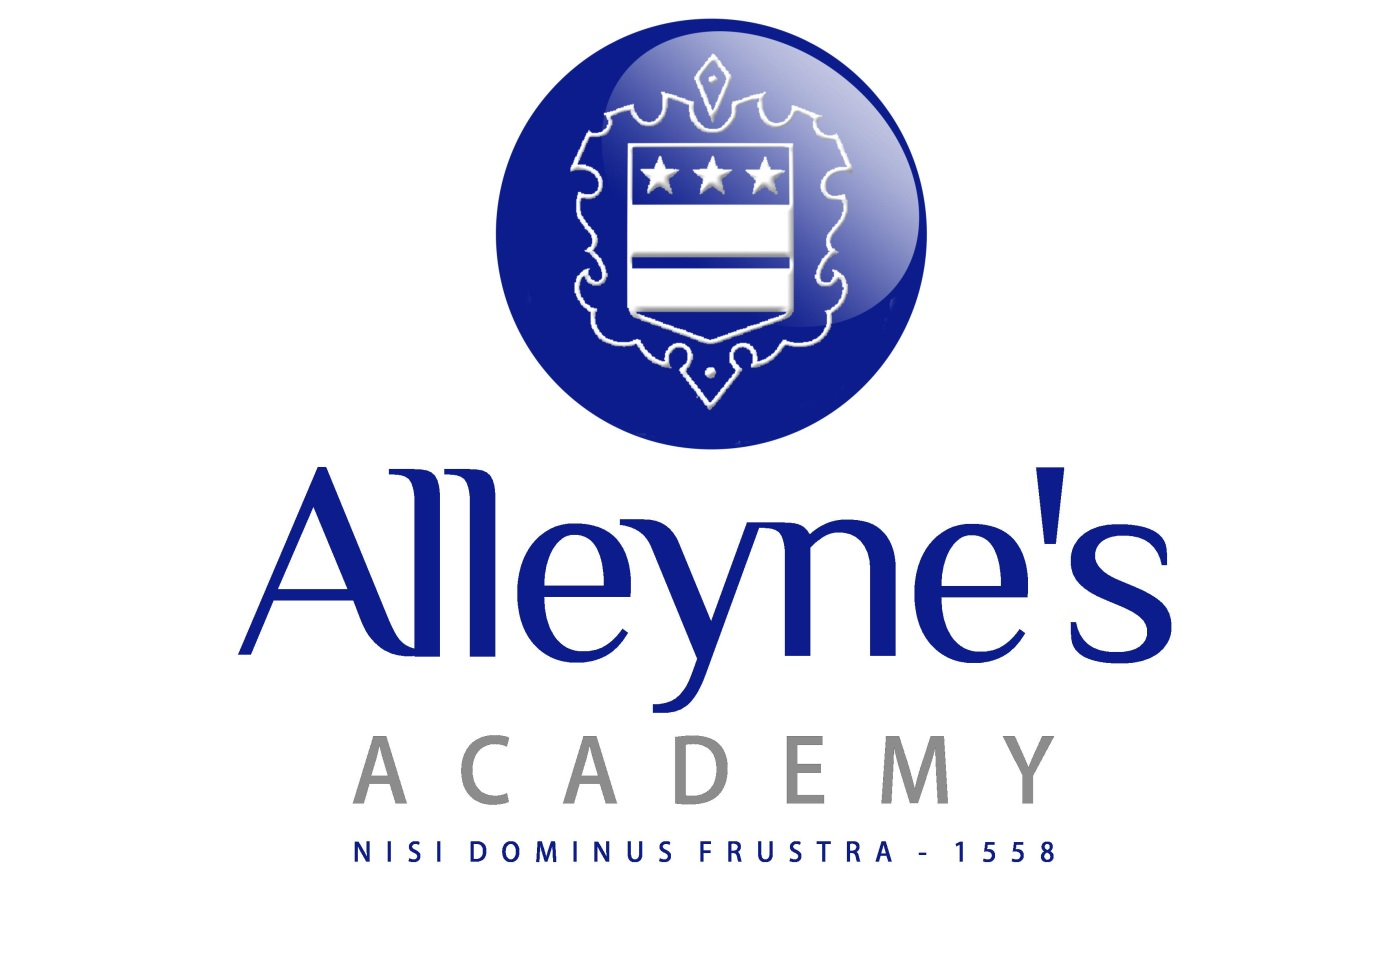 Alleyne's
ACADEMY
NISI DOMINUS FRUSTRA - 1558